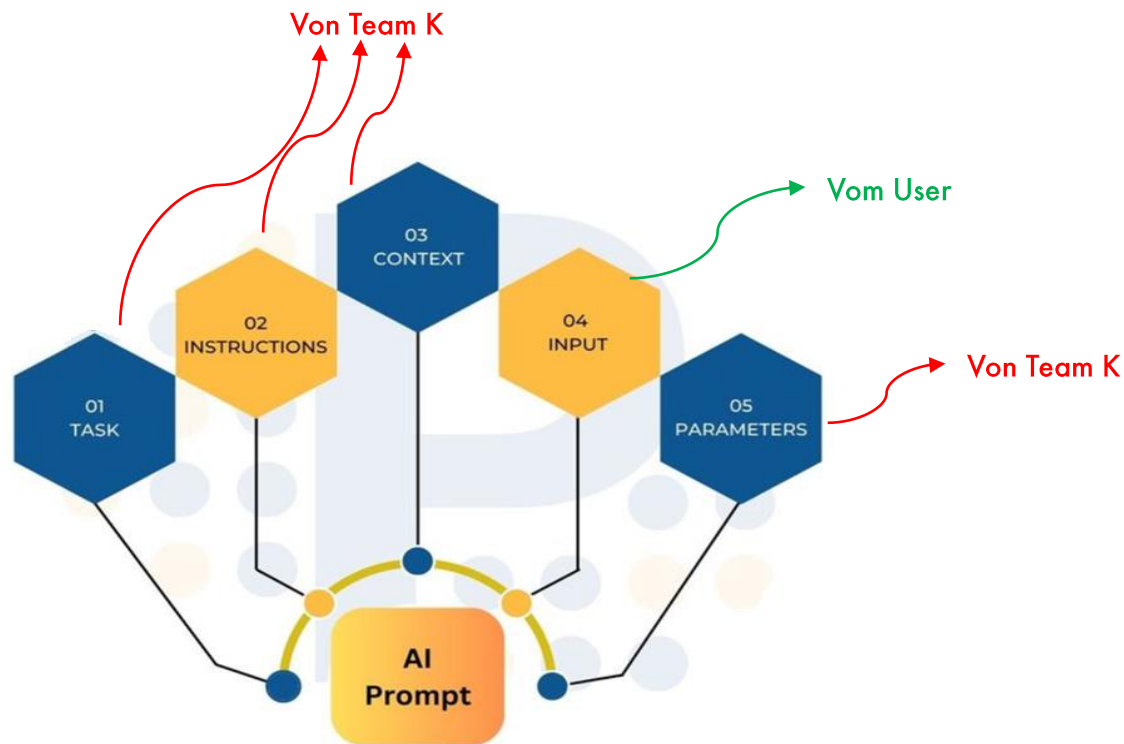 Von Team K
Vom User
03
CONTEXT
02
INSTRUCTIONS
04
INPUT
Von Team K
01
TASK
05
PARAMETERS
AI
Prompt